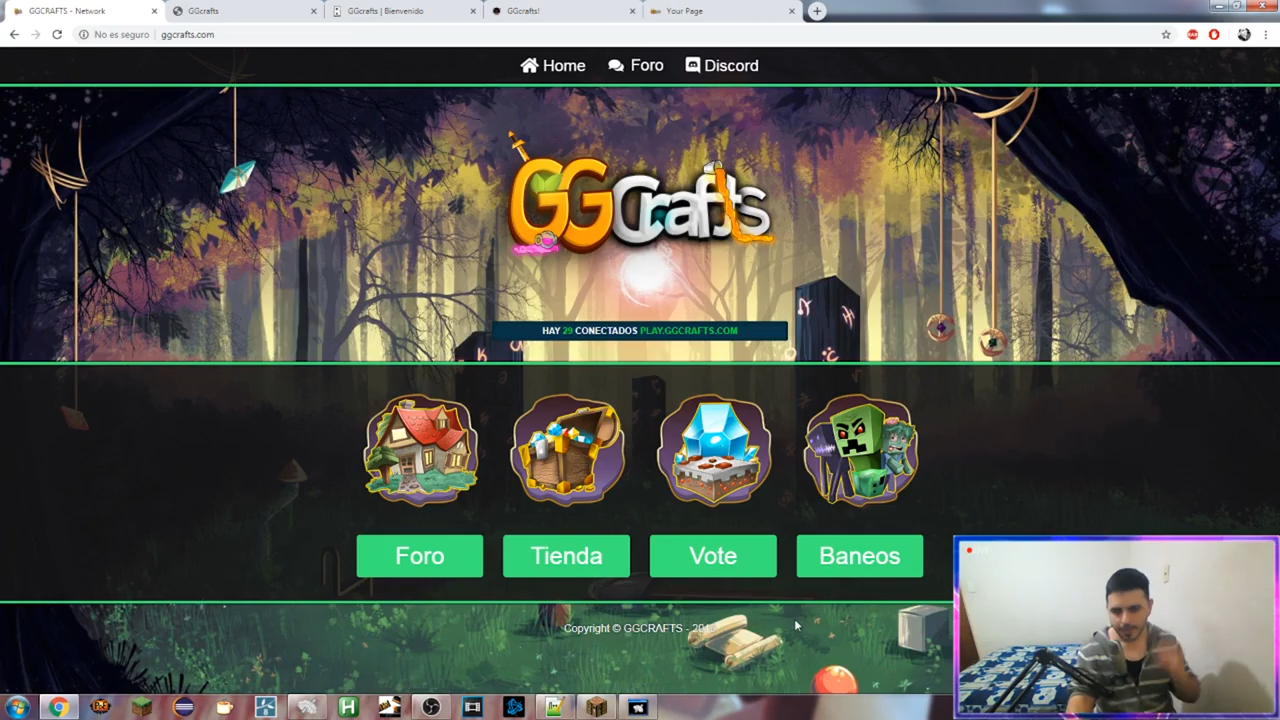 GGCRAFTS - Network
GGcrafts
GGcrafts | Bienvenido
GGcrafts!
Your Page
No es seguro
ggcrafts.com
Home
Foro
Discord
GGCrafts
HAY 29 CONECTADOS PLAY.GGCRAFTS.COM
Foro
Tienda
Vote
Baneos
Copyright © GGCRAFTS -